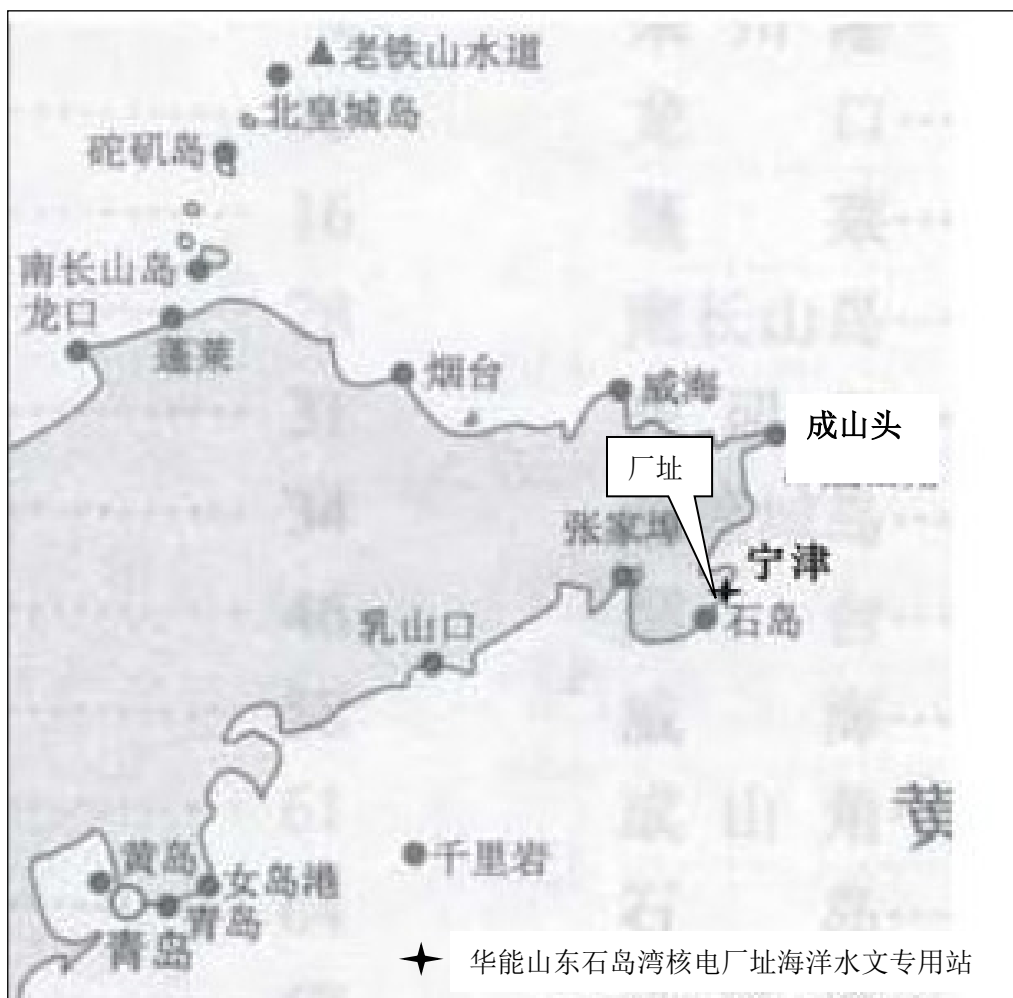 老铁山水道
北皇城岛
砣矶岛
南长山岛
龙口
蓬莱
烟台
威海
成山头
厂址
张家埠
宁津
石岛
乳山口
黄
千里岩
黄岛
女岛港
青岛
青岛
华能山东石岛湾核电厂址海洋水文专用站